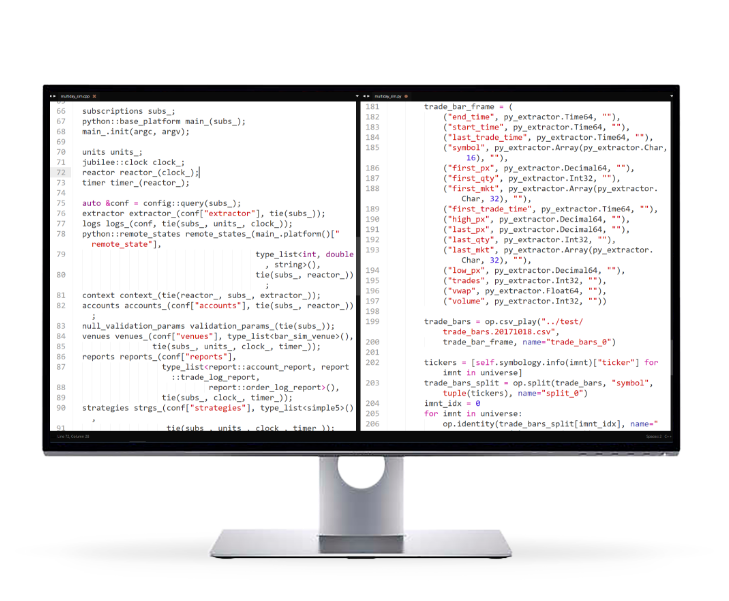 66 subscriptions subs_;
67 python::base_platform main_(subs_);
68 main_.init(argc, argv);
69
70 units units_;
71 jubilee::clock clock_;
72 reactor reactor_(clock_);
73 timer timer_(reactor_);
74
75 auto &conf = config::query(subs_);
76 extractor extractor_(conf["extractor"], tie(subs_));
77 logs logs_(conf, tie(subs_, units_, clock_));
78 python::remote_states remote_states_(main_.platform()["
remote_state"],
79 type_list<int, double
, string>(),
80 tie(subs_, reactor_))
;
81 context context_(tie(reactor_, subs_, extractor_));
82 accounts accounts_(conf["accounts"], tie(subs_, reactor_))
;
83 null_validation_params validation_params_(tie(subs_));
84 venues venues_(conf["venues"], type_list<bar_sim_venue>(),
85 tie(subs_, units_, clock_, timer_));
86 reports reports_(conf["reports"],
87 type_list<report::account_report, report
::trade_log_report,
88 report::order_log_report>(),
89 tie(subs_, clock_, timer_));
90 strategies strgs_(conf["strategies"], type_list<simple5>()
,
91 tie(subs_, units_, clock_, timer_));
181 trade_bar_frame = (
182 ("end_time", py_extractor.Time64, ""),
183 ("start_time", py_extractor.Time64, ""),
184 ("last_trade_time", py_extractor.Time64, ""),
185 ("symbol", py_extractor.Array(py_extractor.Char,
16), ""),
186 ("first_px", py_extractor.Decimal64, ""),
187 ("first_qty", py_extractor.Int32, ""),
188 ("first_mkt", py_extractor.Array(py_extractor.
Char, 32), ""),
189 ("first_trade_time", py_extractor.Time64, ""),
190 ("high_px", py_extractor.Decimal64, ""),
191 ("last_px", py_extractor.Decimal64, ""),
192 ("last_qty", py_extractor.Int32, ""),
193 ("last_mkt", py_extractor.Array(py_extractor.
Char, 32), ""),
194 ("low_px", py_extractor.Decimal64, ""),
195 ("trades", py_extractor.Int32, ""),
196 ("vwap", py_extractor.Float64, ""),
197 ("volume", py_extractor.Int32, ""))
198
199 trade_bars = op.csv_play("../test/
trade_bars.20171018.csv",
200 trade_bar_frame, name="trade_bars_0")
201
202 tickers = [self.symbology.info(imnt)["ticker"] for
imnt in universe]
203 trade_bars_split = op.split(trade_bars, "symbol",
tuple(tickers), name="split_0")
204 imnt_idx = 0
205 for imnt in universe:
206 op.identity(trade_bars_split[imnt_idx], name="
Line 72, Column 28